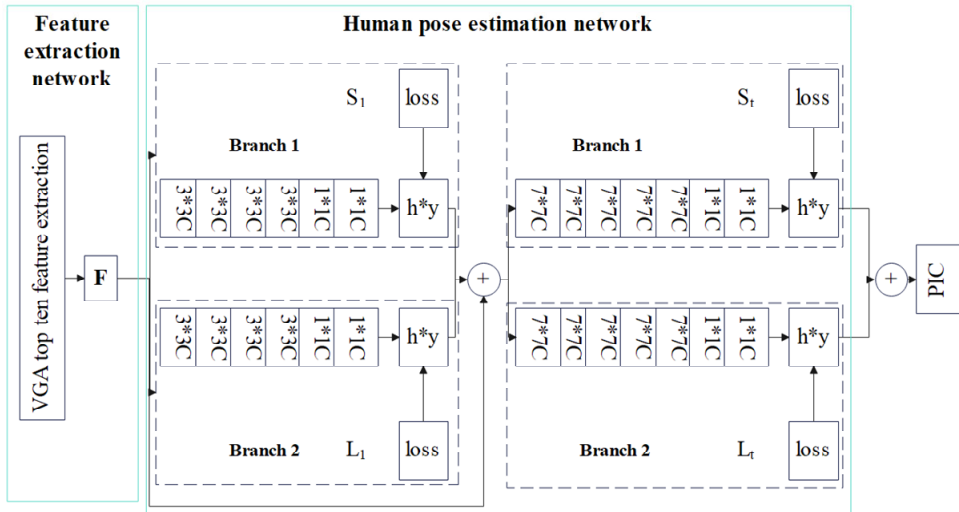 Feature
extraction
network
Human pose estimation network
VGA top ten feature extraction
F
S1
loss
Branch 1
3*3C
3*3C
3*3C
3*3C
1*1C
1*1C
h*y
3*3C
3*3C
3*3C
3*3C
1*1C
1*1C
h*y
Branch 2
L1
loss
+
St
loss
Branch 1
7*7C
7*7C
7*7C
7*7C
7*7C
1*1C
1*1C
h*y
7*7C
7*7C
7*7C
7*7C
7*7C
1*1C
1*1C
h*y
Branch 2
Lt
loss
+
PIC